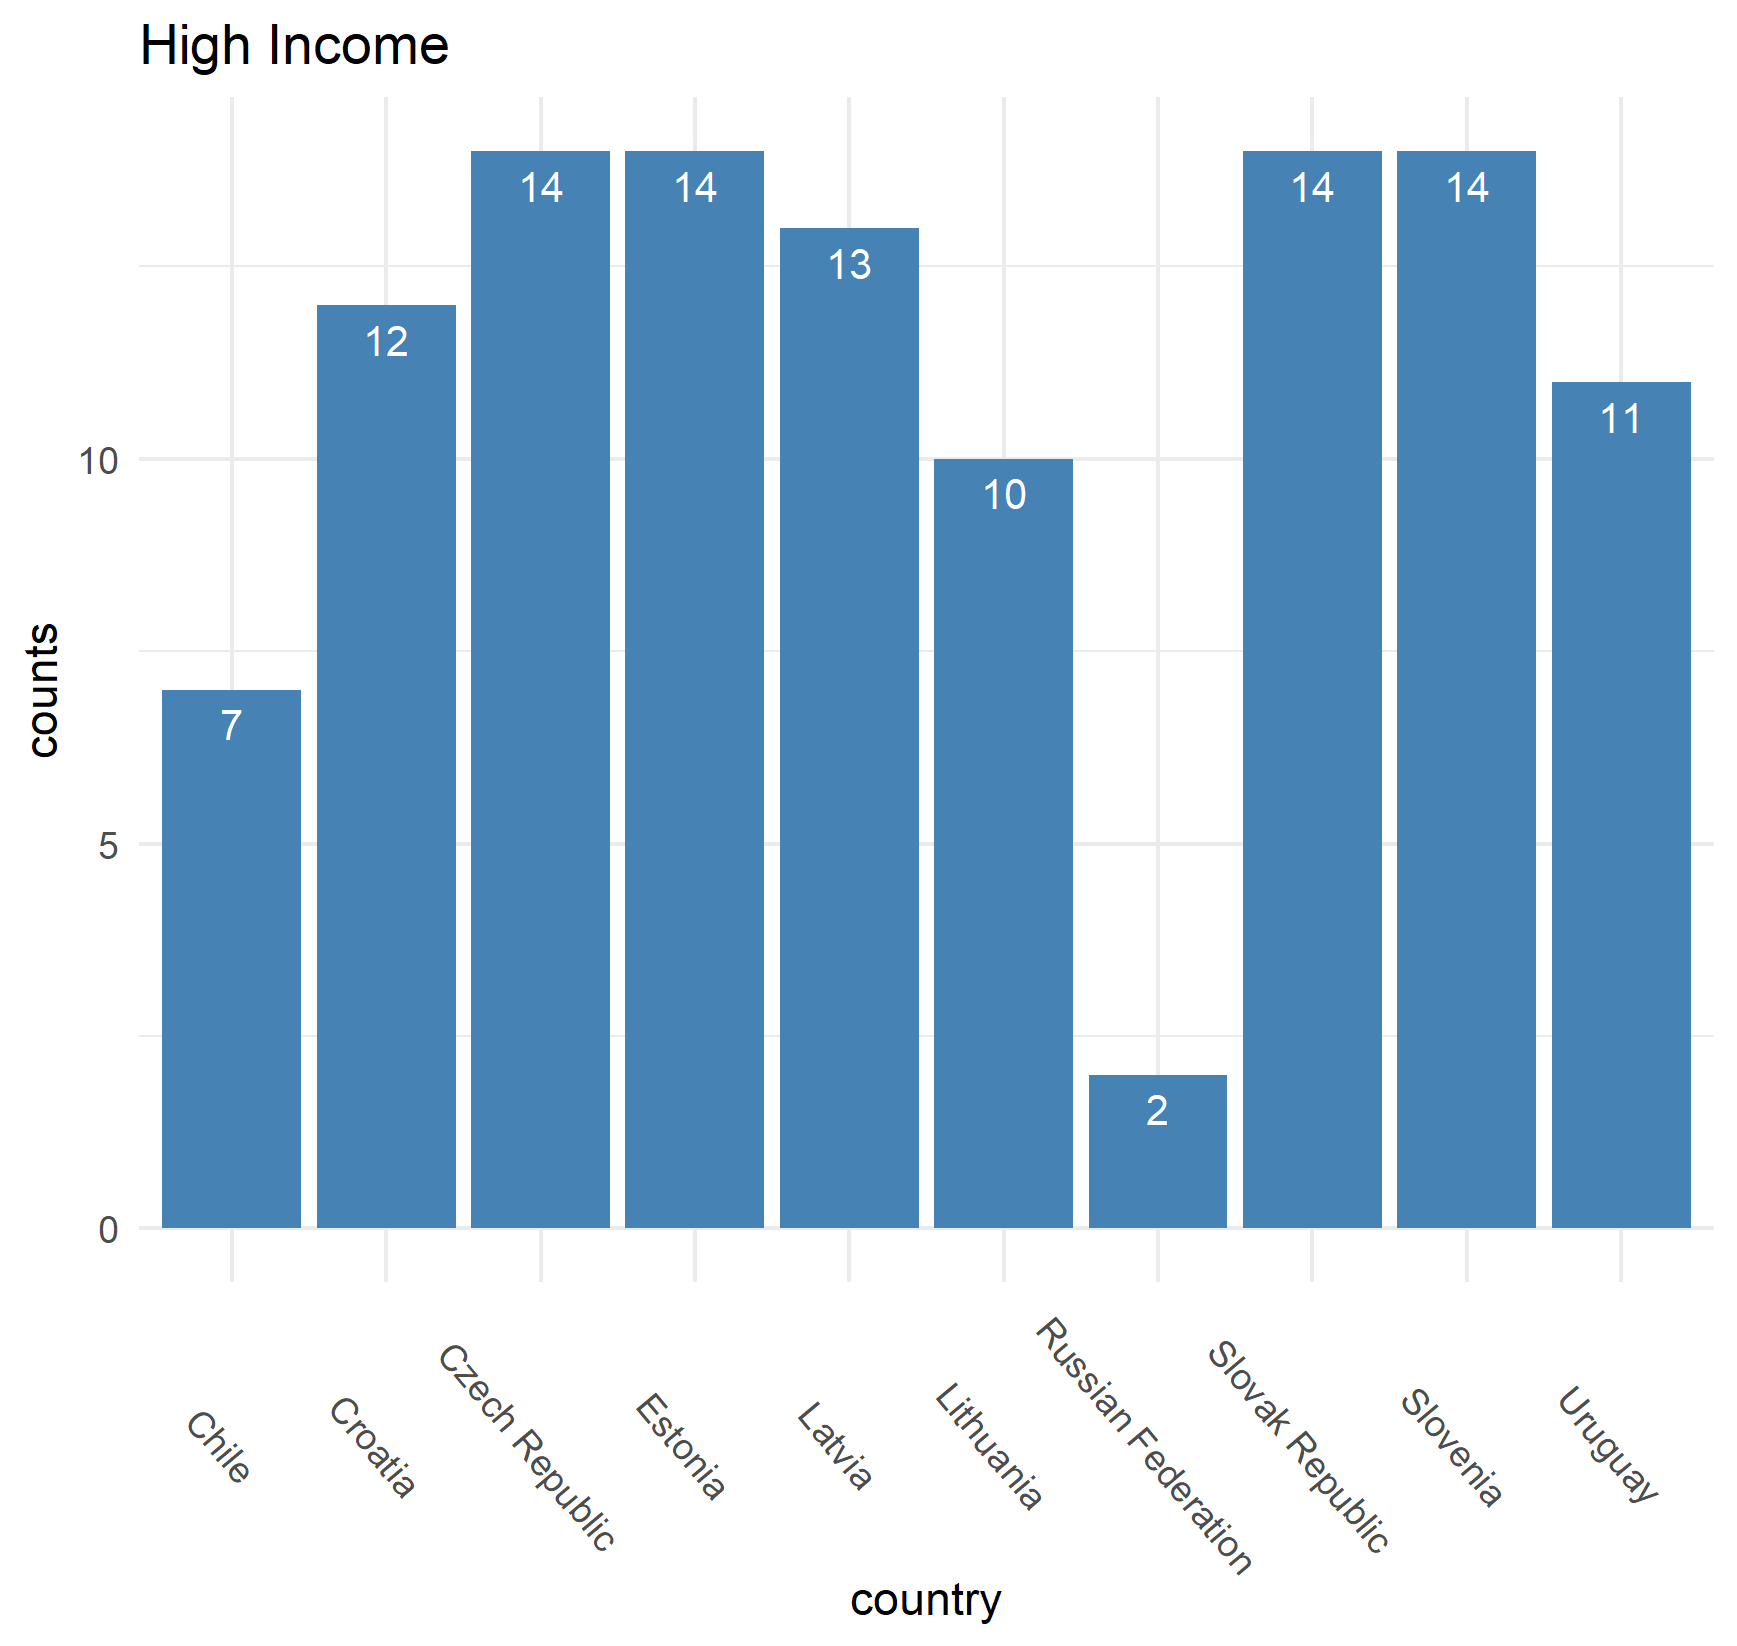 High Income
14
14
14
14
13
12
11
10
10
7
5
2
0
counts
Chile
Croatia
Czech Republic
Estonia
Latvia
Lithuania
Russian Federation
Slovak Republic
Slovenia
Uruguay
country